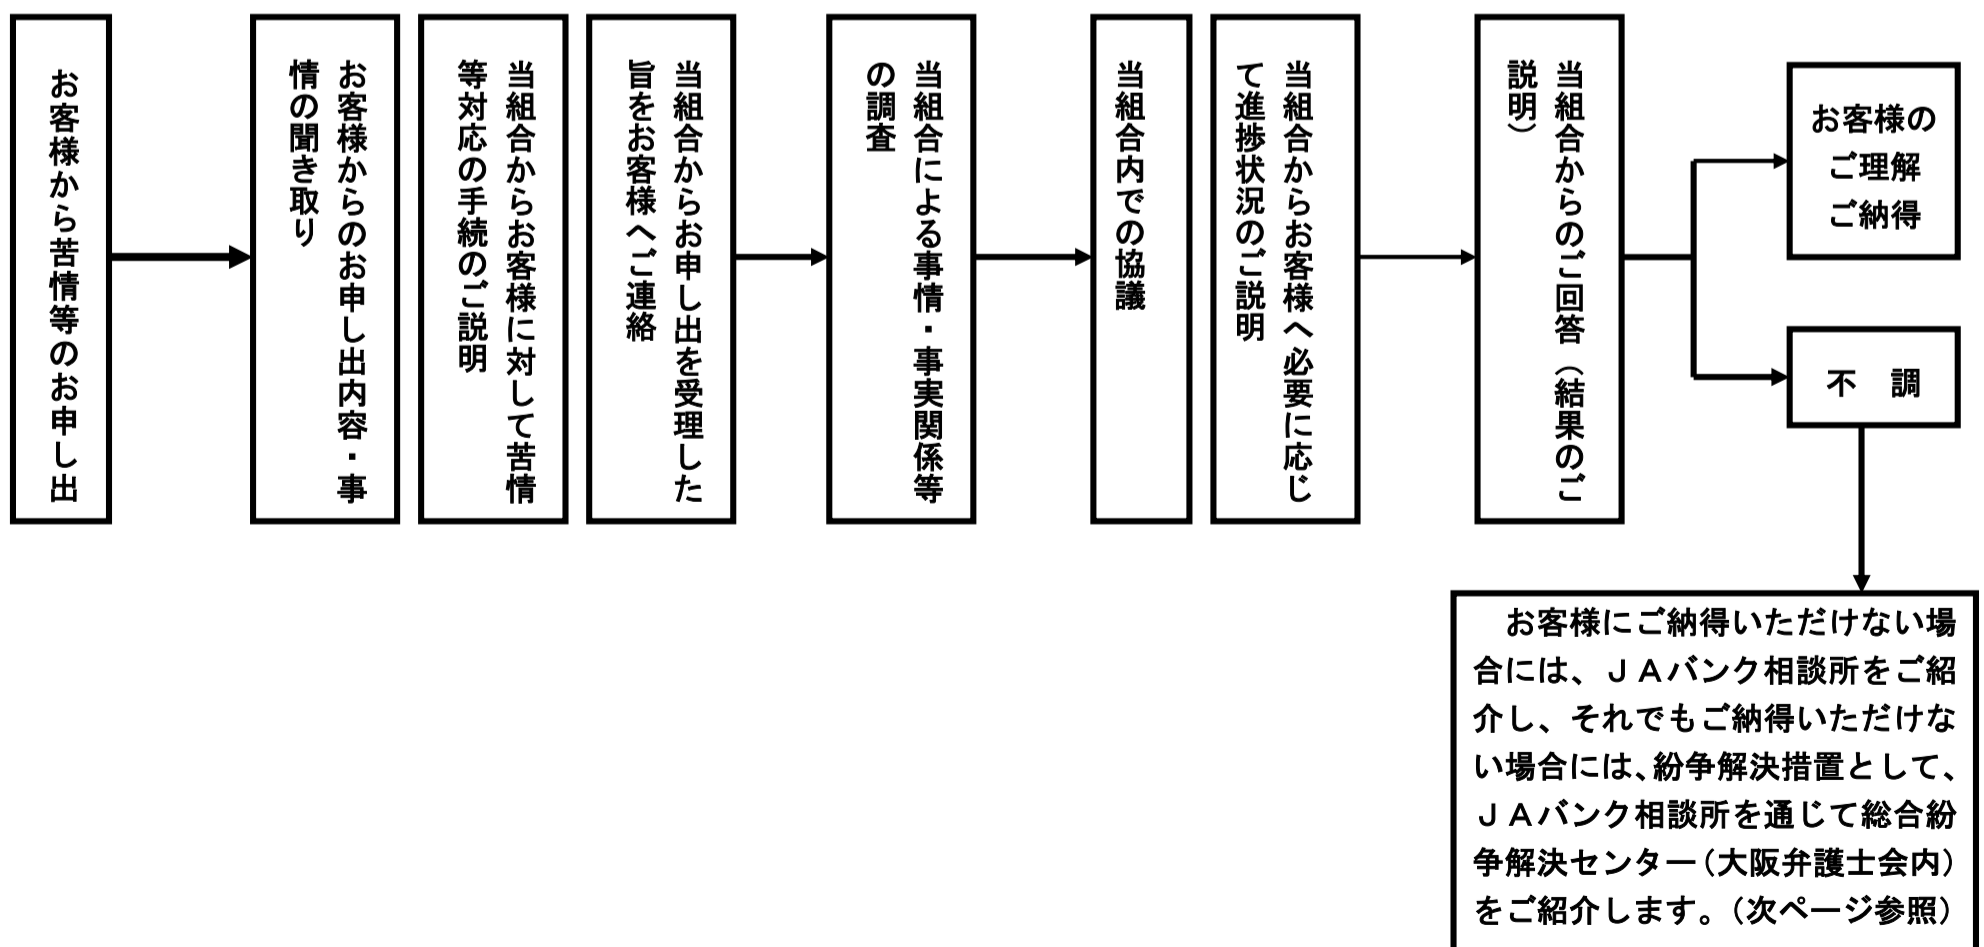 お客様から苦情等のお申し出
お客様からのお申し出内容・事
情の聞き取り
当組合からお客様に対して苦情
等対応の手続のご説明
当組合からお申し出を受理した
旨をお客様へご連絡
当組合による事情・事実関係等
の調査
当組合内での協議
当組合からお客様へ必要に応じ
て進捗状況のご説明
当組合からのご回答（結果のご
説明）
お客様の
ご理解
ご納得
不　調
　お客様にご納得いただけない場
合には、ＪＡバンク相談所をご紹
介し、それでもご納得いただけな
い場合には、紛争解決措置として、
ＪＡバンク相談所を通じて総合紛
争解決センター（大阪弁護士会内）
をご紹介します。（次ページ参照）